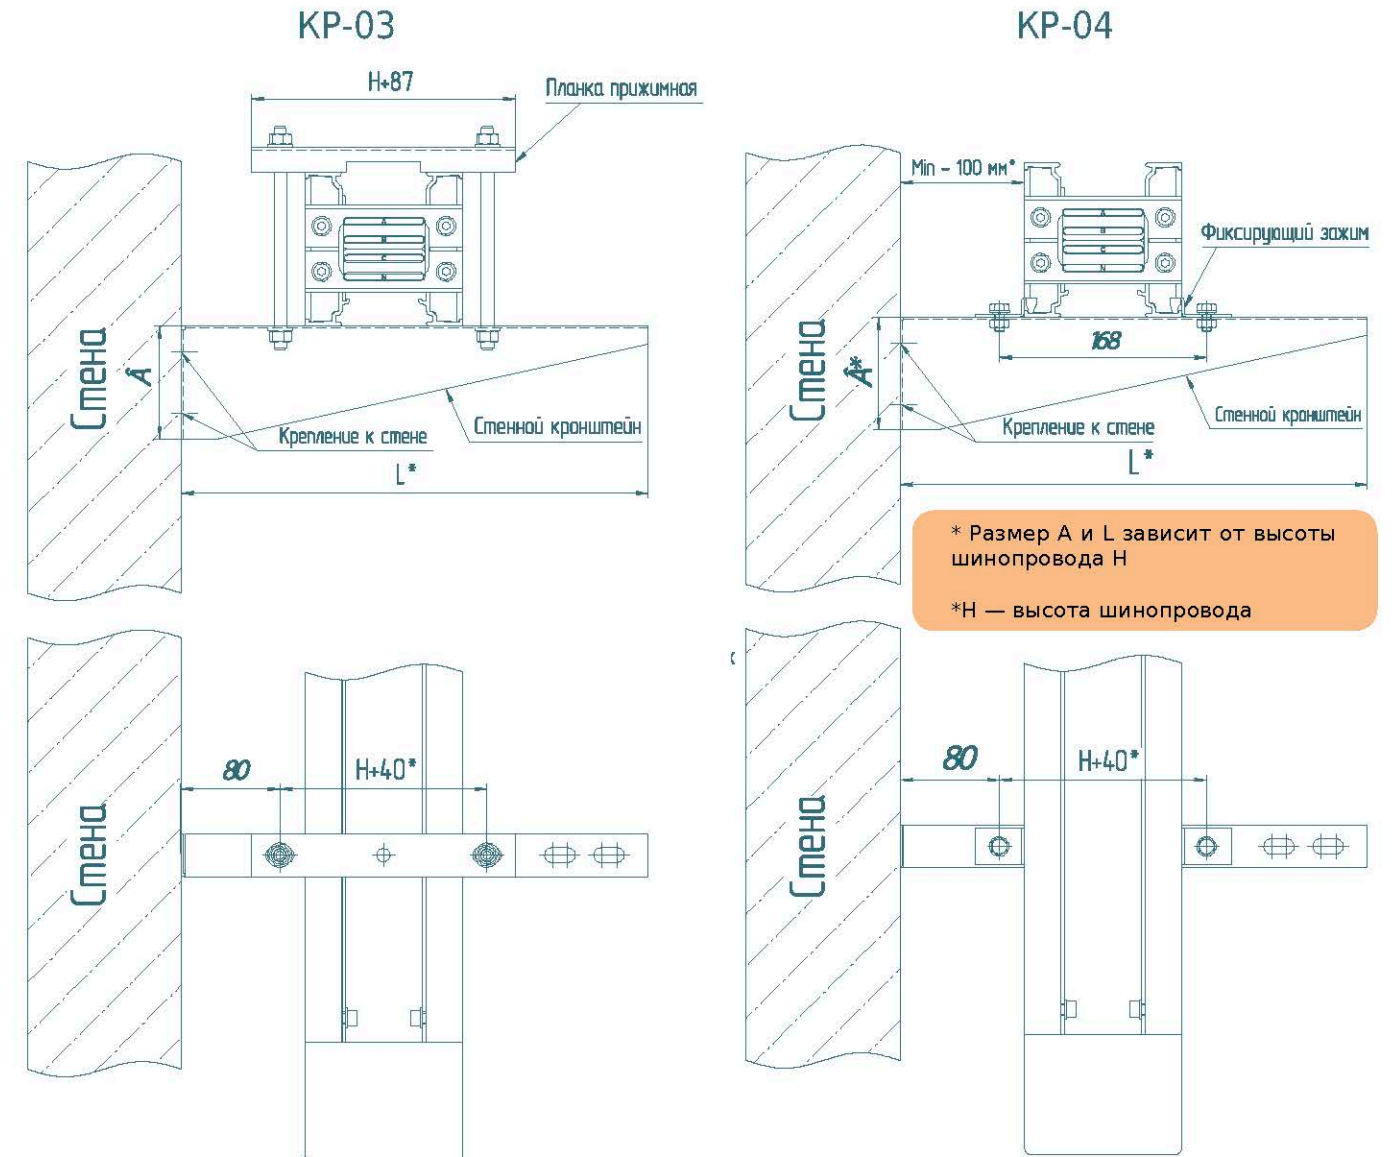 КР-03
КР-04
H+87
Планка прижимная
Min - 100 мм*
Фиксирующий зажим
A
B
C
N
A
B
C
N
Стена
A
Крепление к стене
Стенной кронштейн
L*
Стена
A*
168
Крепление к стене
Стенной кронштейн
L*
* Размер А и L зависит от высоты
шинопровода Н
*Н — высота шинопровода
Стена
80
H+40*
Стена
80
H+40*